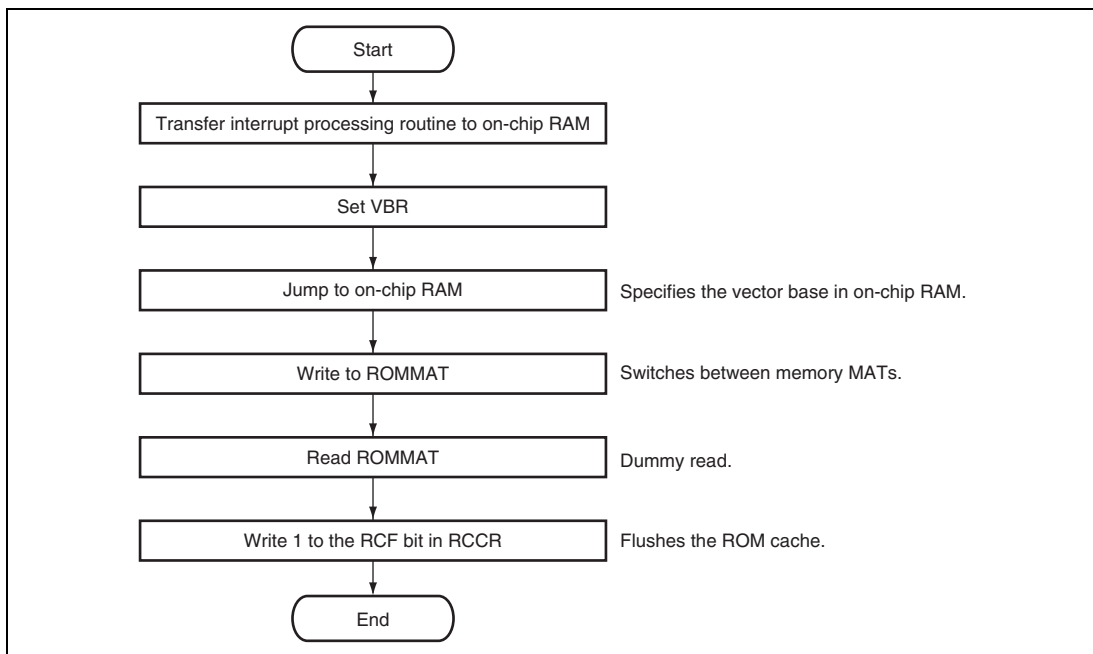 Start
Transfer interrupt processing routine to on-chip RAM
Set VBR
Jump to on-chip RAM
Specifies the vector base in on-chip RAM.
Write to ROMMAT
Switches between memory MATs.
Read ROMMAT
Dummy read.
Write 1 to the RCF bit in RCCR
Flushes the ROM cache.
End